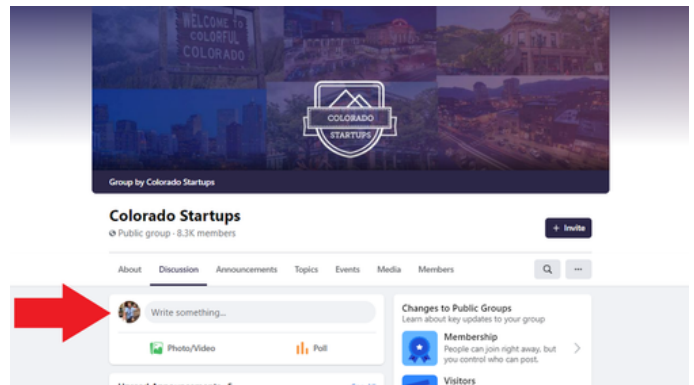 WELCOME TO
COLORFUL
COLORADO
COLORADO
STARTUPS
Group by Colorado Startups
Colorado Startups
Public group · 8.3K members
+ Invite
About Discussion Announcements Topics Events Media Members
Write something...
Photo/Video Poll
Changes to Public Groups
Learn about key updates to your group
Membership
People can join right away, but
you control who can post.
Visitors